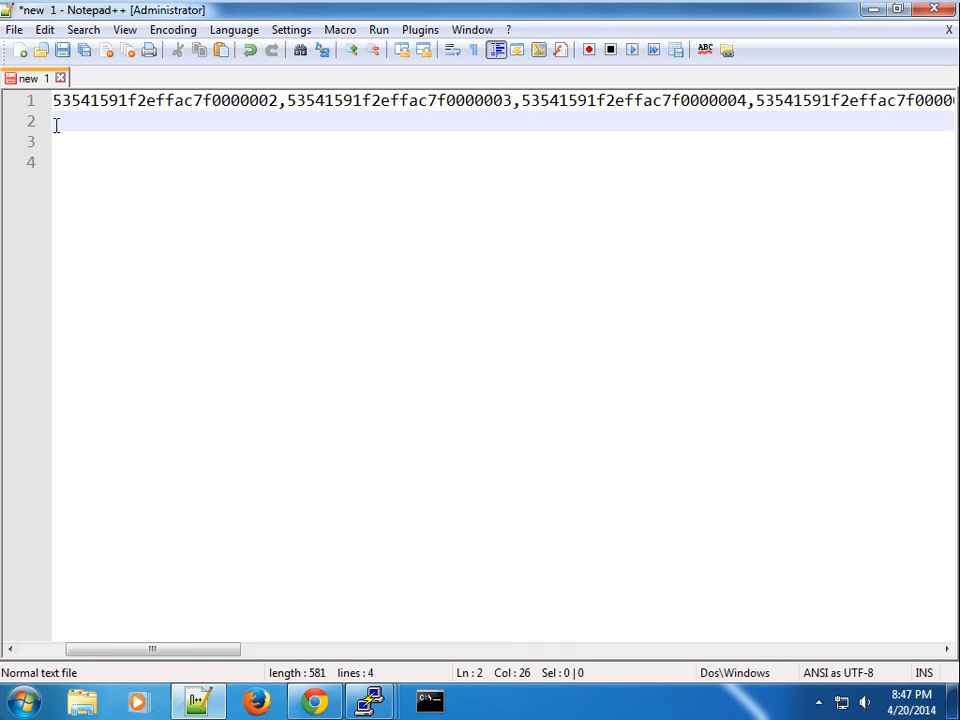 *new 1 - Notepad++ [Administrator]
File Edit Search View Encoding Language Settings Macro Run Plugins Window ? X
ABC
new 1
1 53541591f2effac7f0000002,53541591f2effac7f0000003,53541591f2effac7f0000004,53541591f2effac7f0000
2
3
4
Normal text file length : 581 lines : 4 Ln : 2 Col : 26 Sel : 0 | 0 Dos\Windows ANSI as UTF-8 INS
8:47 PM
4/20/2014